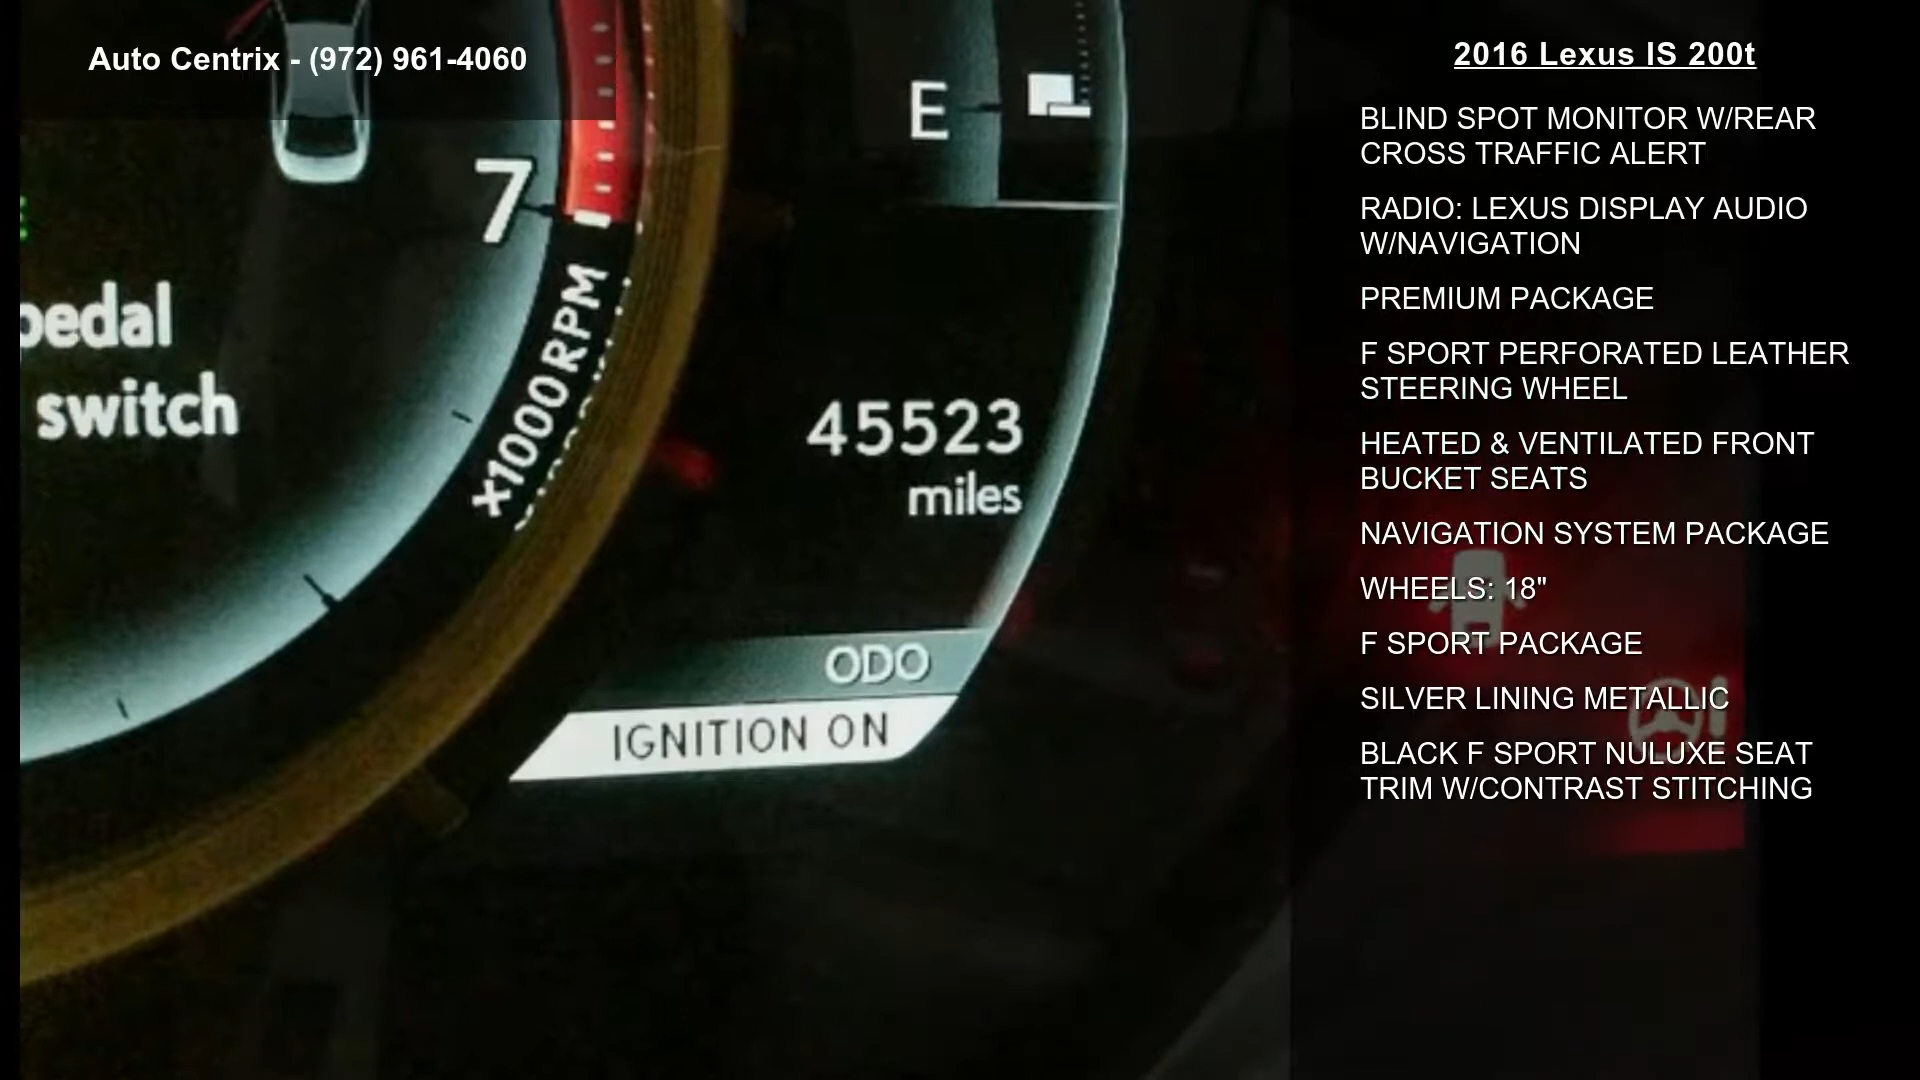 Auto Centrix - (972) 961-4060
2016 Lexus IS 200t
BLIND SPOT MONITOR W/REAR
CROSS TRAFFIC ALERT
RADIO: LEXUS DISPLAY AUDIO
W/NAVIGATION
PREMIUM PACKAGE
F SPORT PERFORATED LEATHER
STEERING WHEEL
HEATED & VENTILATED FRONT
BUCKET SEATS
NAVIGATION SYSTEM PACKAGE
WHEELS: 18"
F SPORT PACKAGE
SILVER LINING METALLIC
BLACK F SPORT NULUXE SEAT
TRIM W/CONTRAST STITCHING
E
7
pedal
switch
x1000RPM
45523
miles
ODO
IGNITION ON